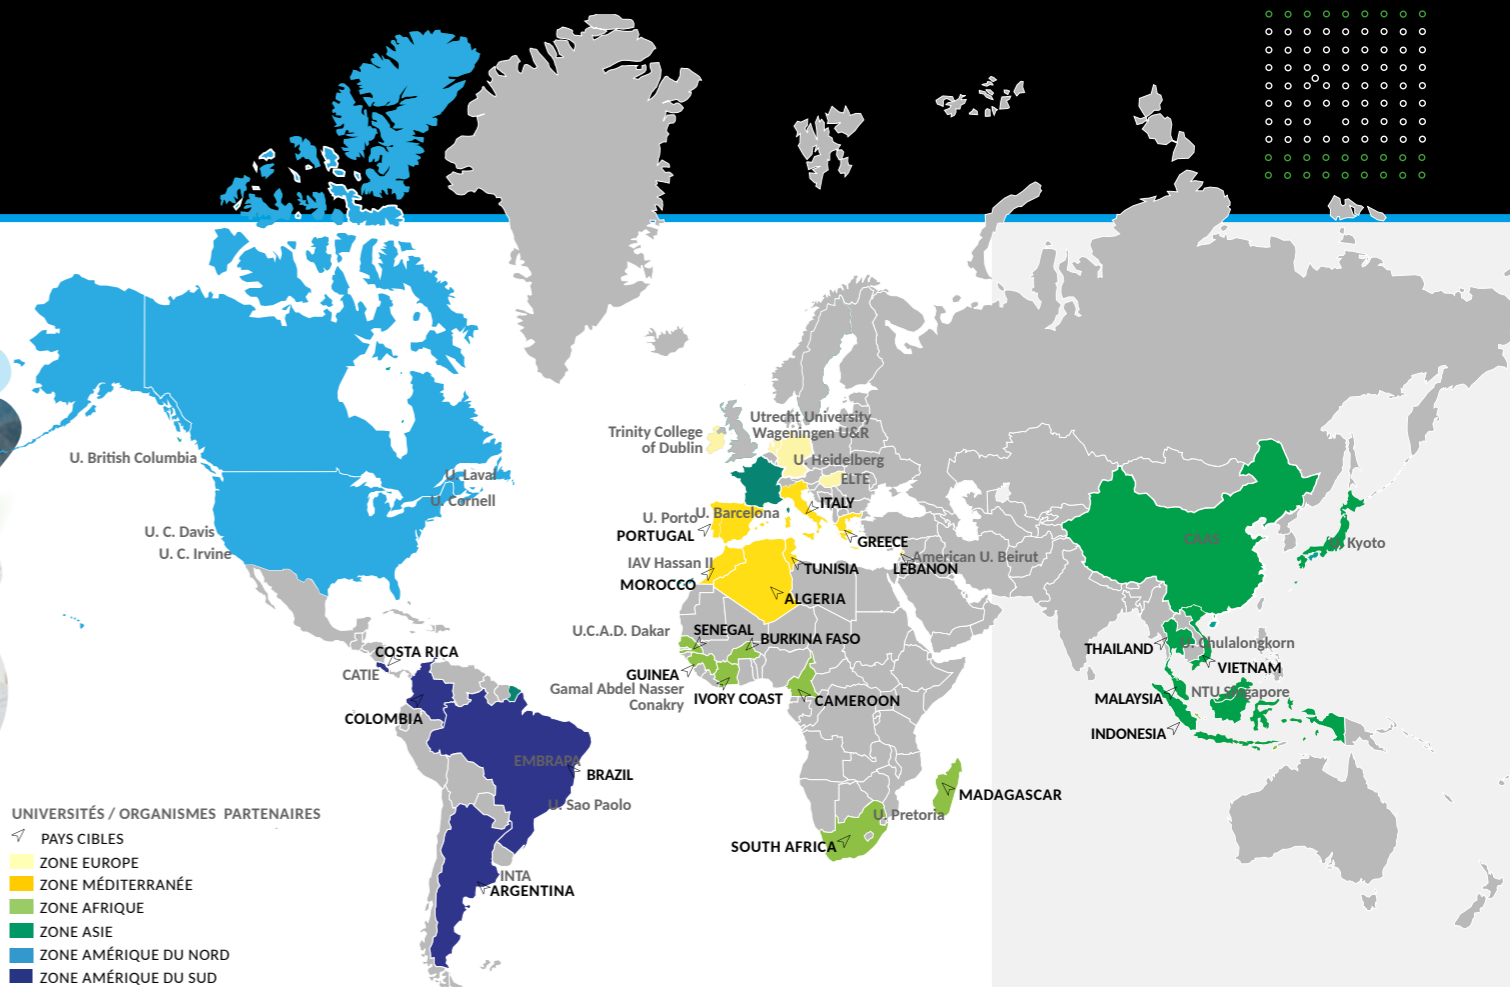 U. British Columbia
U. Laval
U. Cornell
U. C. Davis
U. C. Irvine
Trinity College
of Dublin
Utrecht University
Wageningen U&R
U. Heidelberg
ELTE
ITALY
U. Porto
U. Barcelona
PORTUGAL
GREECE
IAV Hassan II
MOROCCO
TUNISIA
American U. Beirut
LEBANON
ALGERIA
CAAS
U. Kyoto
U.C.A.D. Dakar
SENEGAL
BURKINA FASO
COSTA RICA
CATIE
GUINEA
Gamal Abdel Nasser
Conakry
IVORY COAST
CAMEROON
THAILAND
U. Chulalongkorn
VIETNAM
MALAYSIA
NTU Singapore
INDONESIA
COLOMBIA
EMBRAPA
BRAZIL
U. Sao Paolo
MADAGASCAR
U. Pretoria
SOUTH AFRICA
INTA
ARGENTINA
UNIVERSITÉS / ORGANISMES PARTENAIRES
PAYS CIBLES
ZONE EUROPE
ZONE MÉDITERRANÉE
ZONE AFRIQUE
ZONE ASIE
ZONE AMÉRIQUE DU NORD
ZONE AMÉRIQUE DU SUD